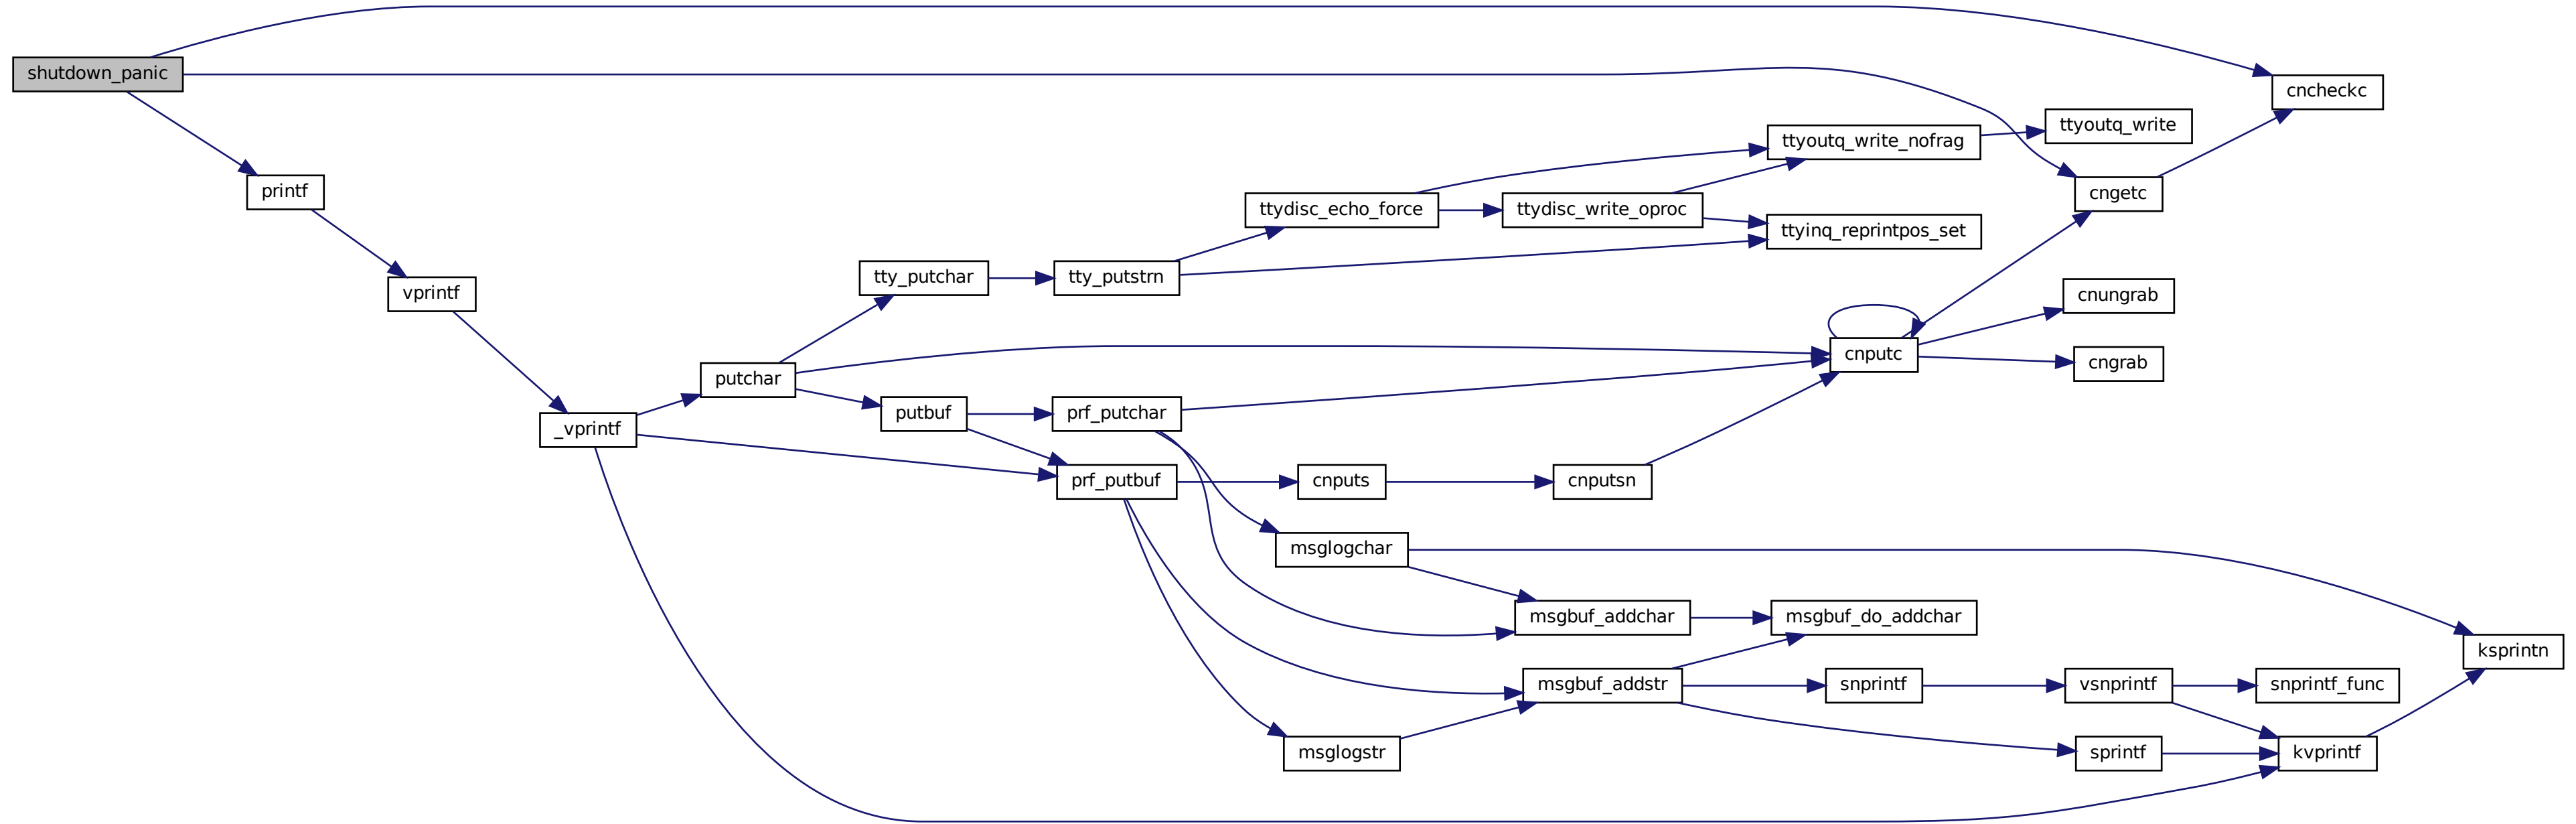 shutdown_panic
cncheckc
ttyoutq_write
ttyoutq_write_nofrag
printf
cngetc
ttydisc_echo_force
ttydisc_write_oproc
ttyinq_reprintpos_set
tty_putchar
tty_putstrn
vprintf
cnungrab
cnputc
cngrab
putchar
putbuf
prf_putchar
_vprintf
prf_putbuf
cnputs
cnputsn
msglogchar
msgbuf_addchar
msgbuf_do_addchar
ksprintn
msgbuf_addstr
snprintf
vsnprintf
snprintf_func
msglogstr
sprintf
kvprintf